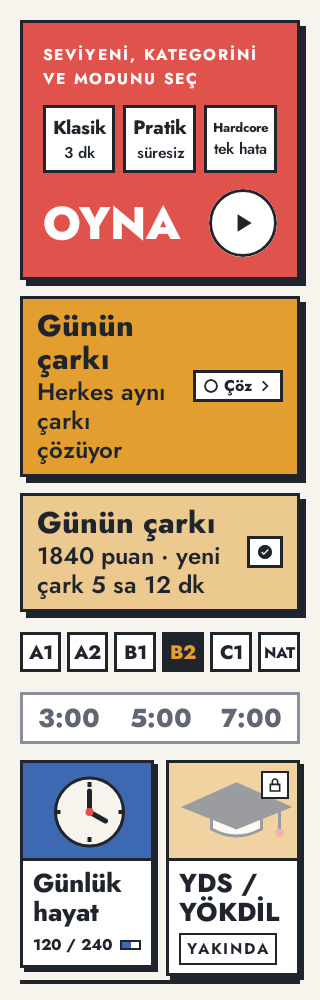 SEVİYENİ, KATEGORİNİ
VE MODUNU SEÇ
Klasik
3 dk
Pratik
süresiz
Hardcore
tek hata
OYNA
Günün
çarkı
Herkes aynı
çarkı
çözüyor
Çöz
Günün çarkı
1840 puan · yeni
çark 5 sa 12 dk
A1 A2 B1 B2 C1 NAT
3:00 5:00 7:00
Günlük
hayat
120 / 240
YDS /
YÖKDİL
YAKINDA